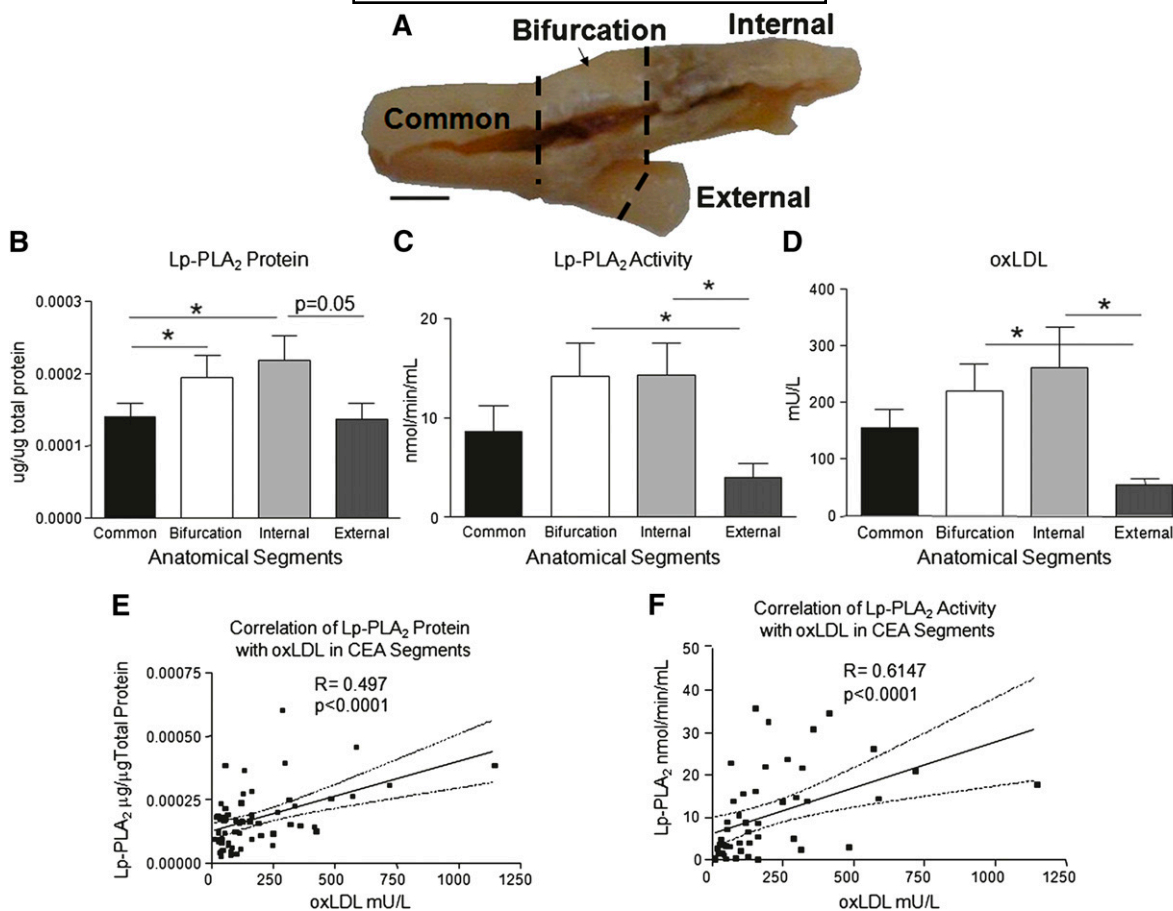 A
Bifurcation
Internal
Common
External
B
Lp-PLA₂ Protein
0.0003
0.0002
0.0001
0.0000
ug/ug total protein
*
*
p=0.05
Common Bifurcation Internal External
Anatomical Segments
C
Lp-PLA₂ Activity
20
10
0
nmol/min/mL
*
*
Common Bifurcation Internal External
Anatomical Segments
D
oxLDL
400
300
200
100
0
mU/L
*
*
Common Bifurcation Internal External
Anatomical Segments
E
Correlation of Lp-PLA₂ Protein
with oxLDL in CEA Segments
R= 0.497
p<0.0001
0.00075
0.00050
0.00025
0.00000
Lp-PLA₂ µg/µgTotal Protein
0 250 500 750 1000 1250
oxLDL mU/L
F
Correlation of Lp-PLA₂ Activity
with oxLDL in CEA Segments
R= 0.6147
p<0.0001
50
40
30
20
10
0
Lp-PLA₂ nmol/min/mL
0 250 500 750 1000 1250
oxLDL mU/L